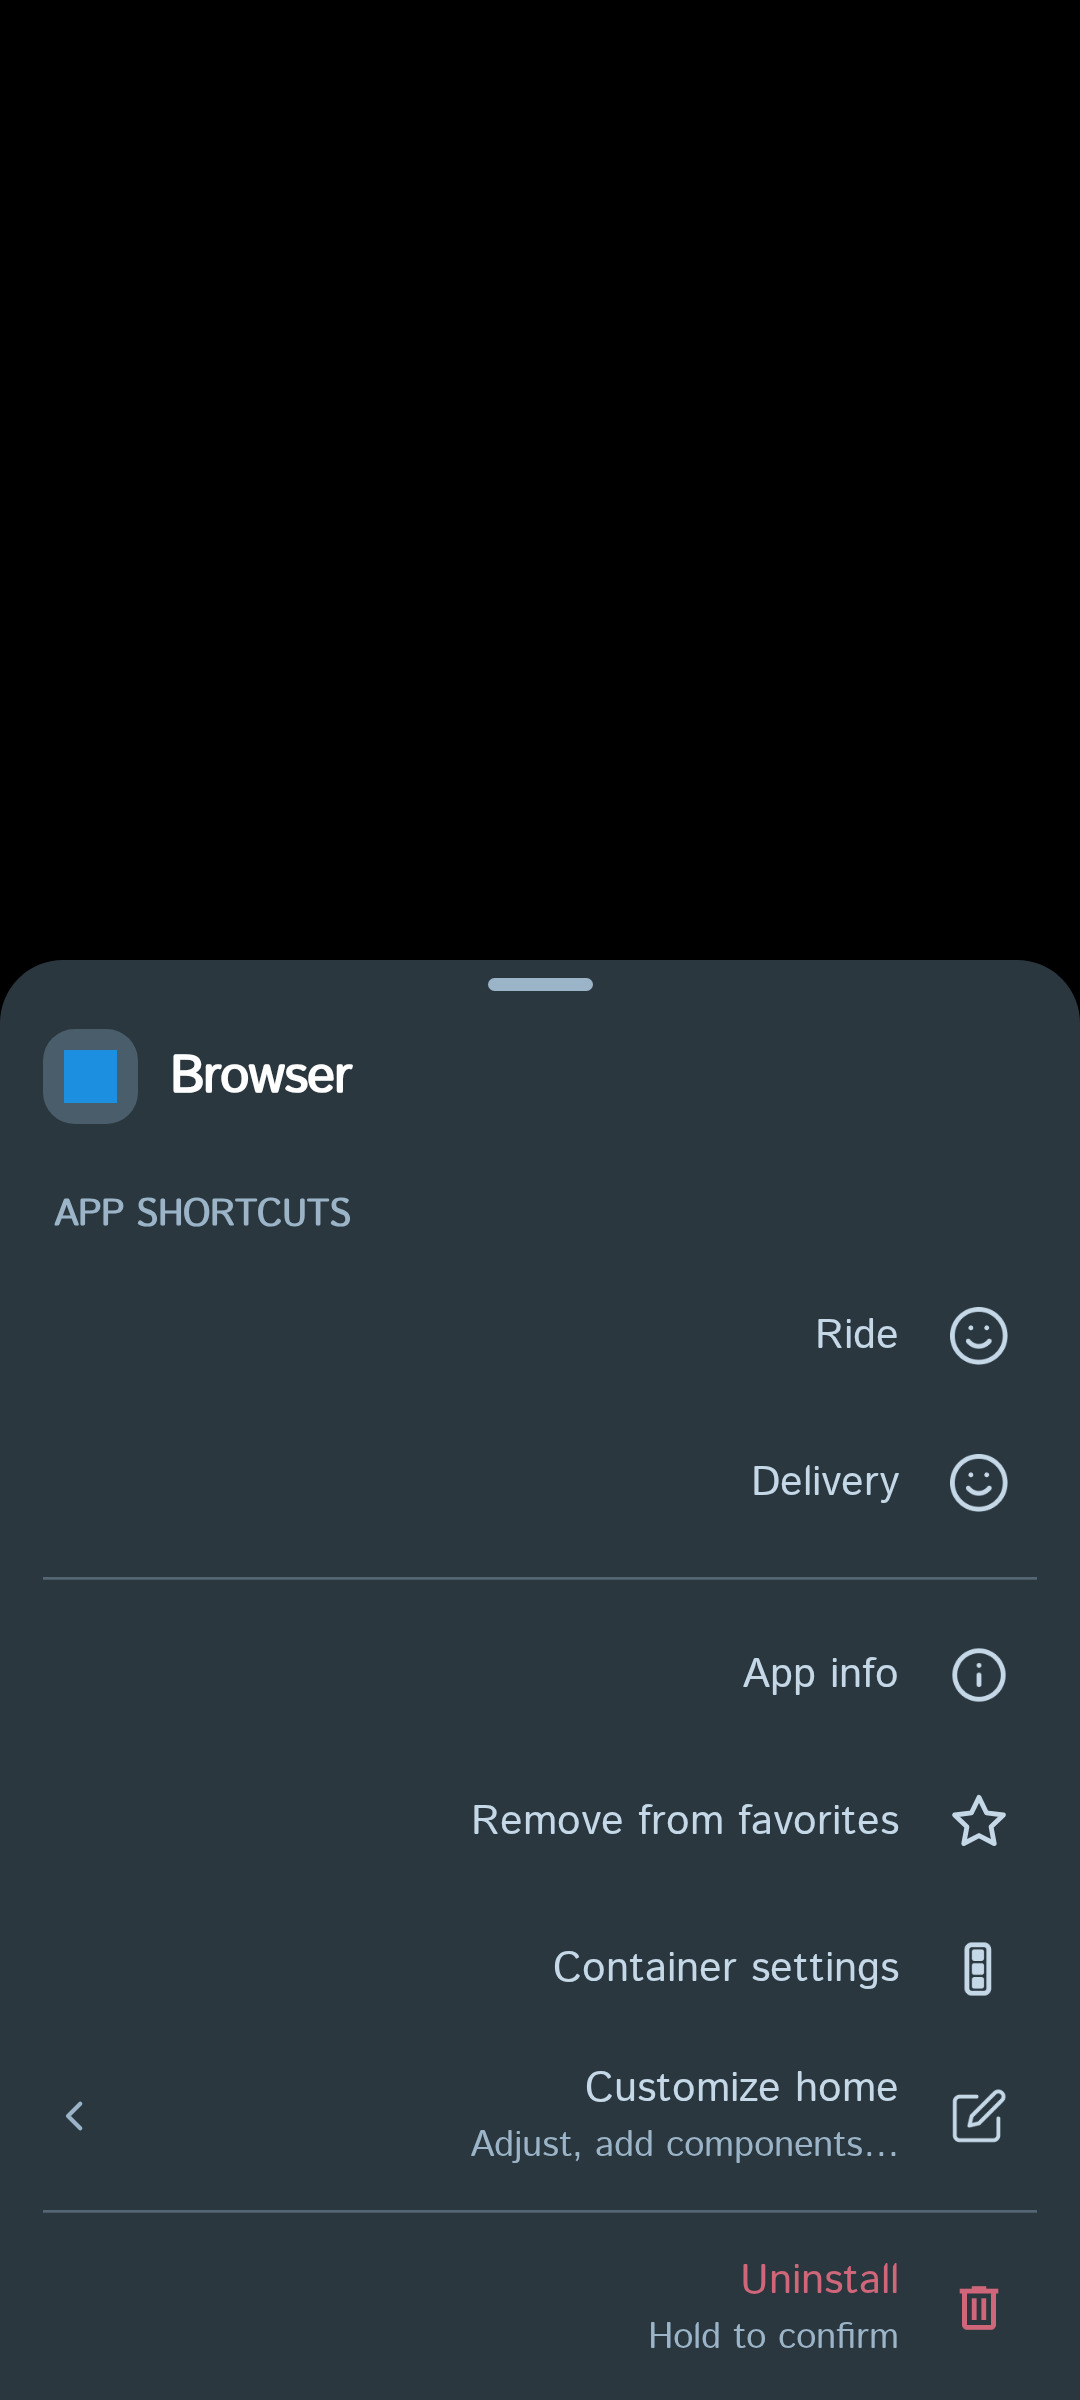 Browser
APP SHORTCUTS
Ride
Delivery
App info
Remove from favorites
Container settings
Customize home
Adjust, add components...
Uninstall
Hold to confirm